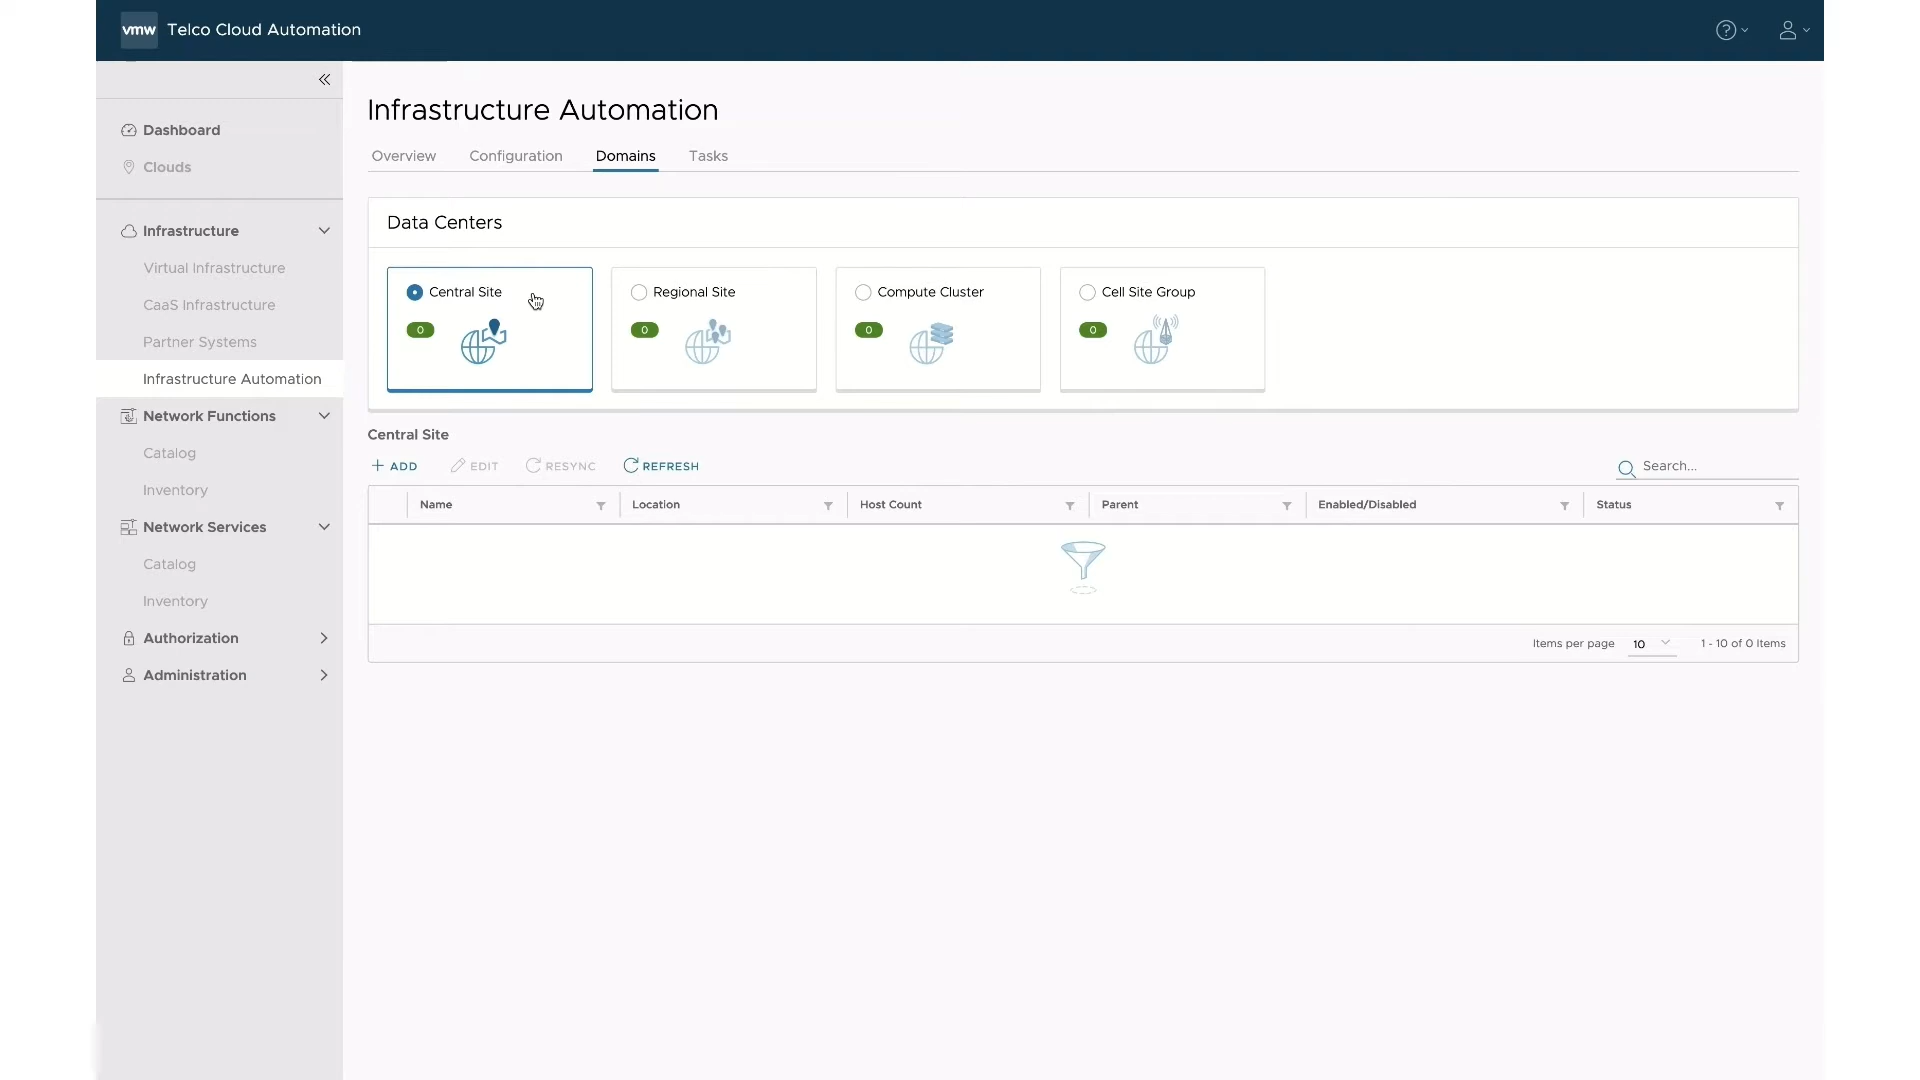 vmw Telco Cloud Automation
Dashboard
Clouds
Infrastructure
Virtual Infrastructure
CaaS Infrastructure
Partner Systems
Infrastructure Automation
Network Functions
Catalog
Inventory
Network Services
Catalog
Inventory
Authorization
Administration
Infrastructure Automation
Overview Configuration Domains Tasks
Data Centers
Central Site Regional Site Compute Cluster Cell Site Group
0 0 0 0
Central Site
+ ADD EDIT RESYNC REFRESH Search...
Name Location Host Count Parent Enabled/Disabled Status
Items per page 10 1 - 10 of 0 Items